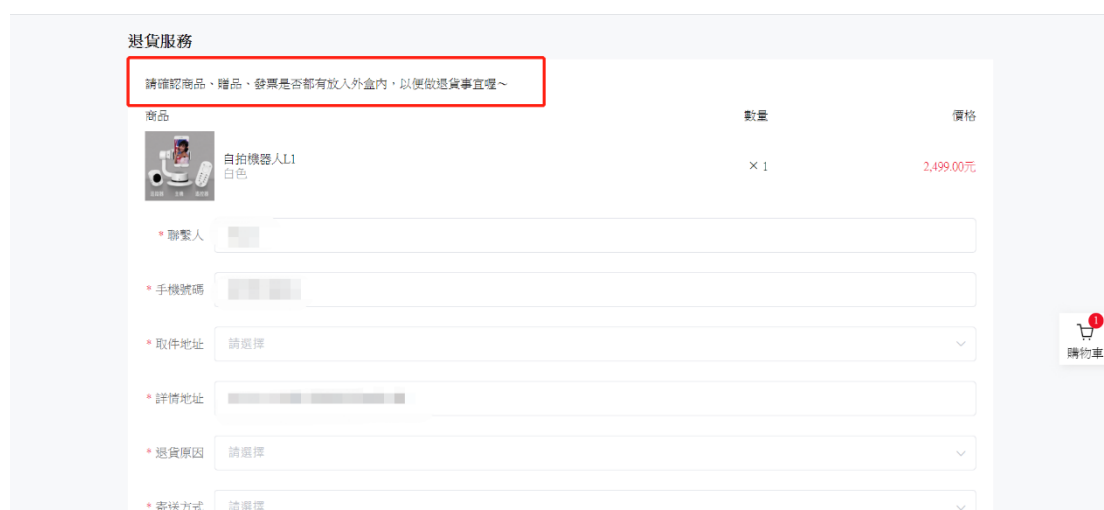 退貨服務
請確認商品、贈品、發票是否都有放入外盒內，以便做退貨事宜喔～
商品 數量 價格
自拍機器人L1
白色
× 1
2,499.00元
* 聯繫人
* 手機號碼
* 取件地址 請選擇
* 詳情地址
* 退貨原因 請選擇
* 寄送方式 請選擇
1
購物車